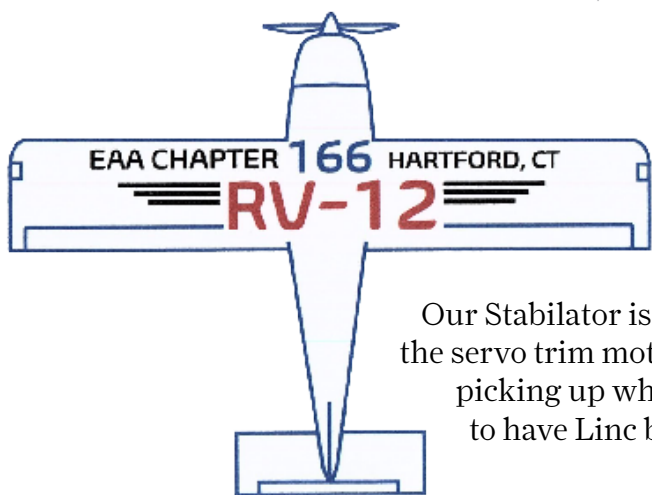 EAA CHAPTER 166 HARTFORD, CT
RV-12
Our Stabilator is
the servo trim mot
picking up wh
to have Linc b